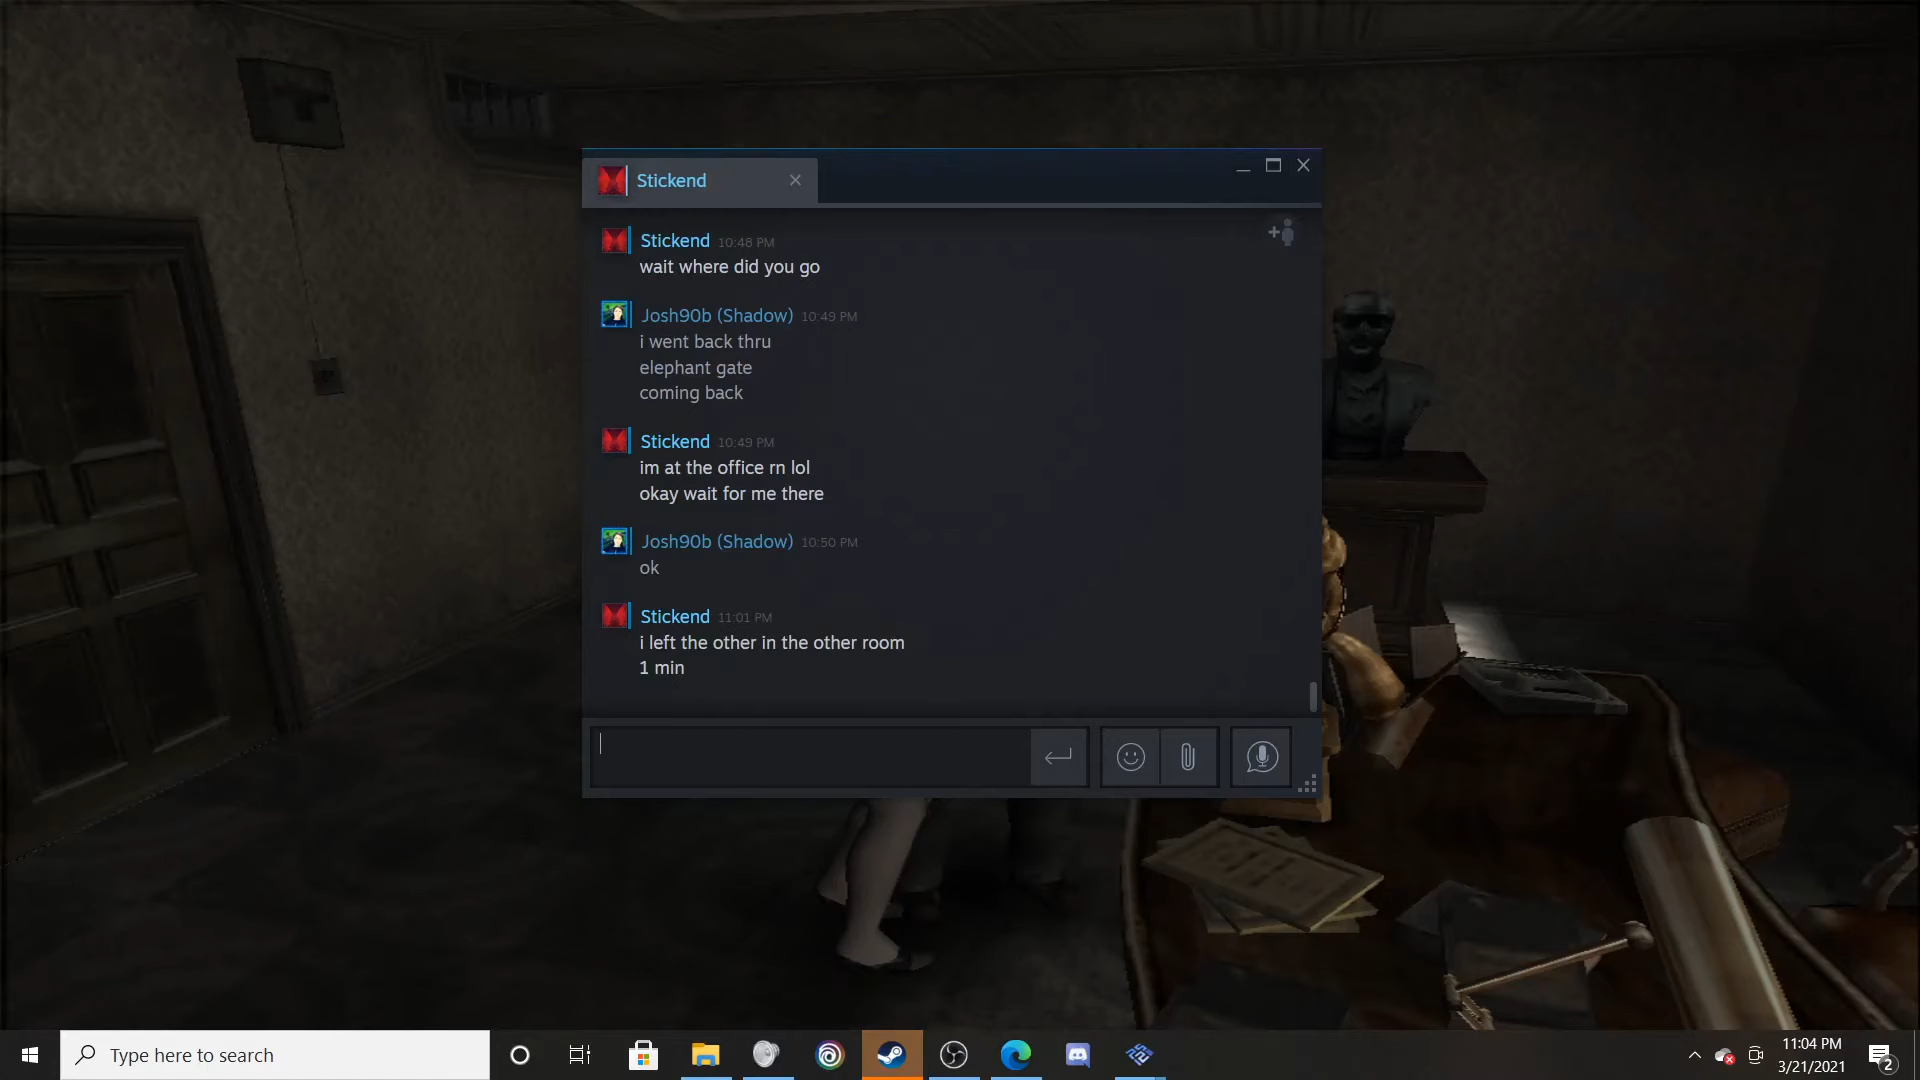 Stickend
Stickend 10:48 PM
wait where did you go
Josh90b (Shadow) 10:49 PM
i went back thru
elephant gate
coming back
Stickend 10:49 PM
im at the office rn lol
okay wait for me there
Josh90b (Shadow) 10:50 PM
ok
Stickend 11:01 PM
i left the other in the other room
1 min
Type here to search
11:04 PM
3/21/2021
2